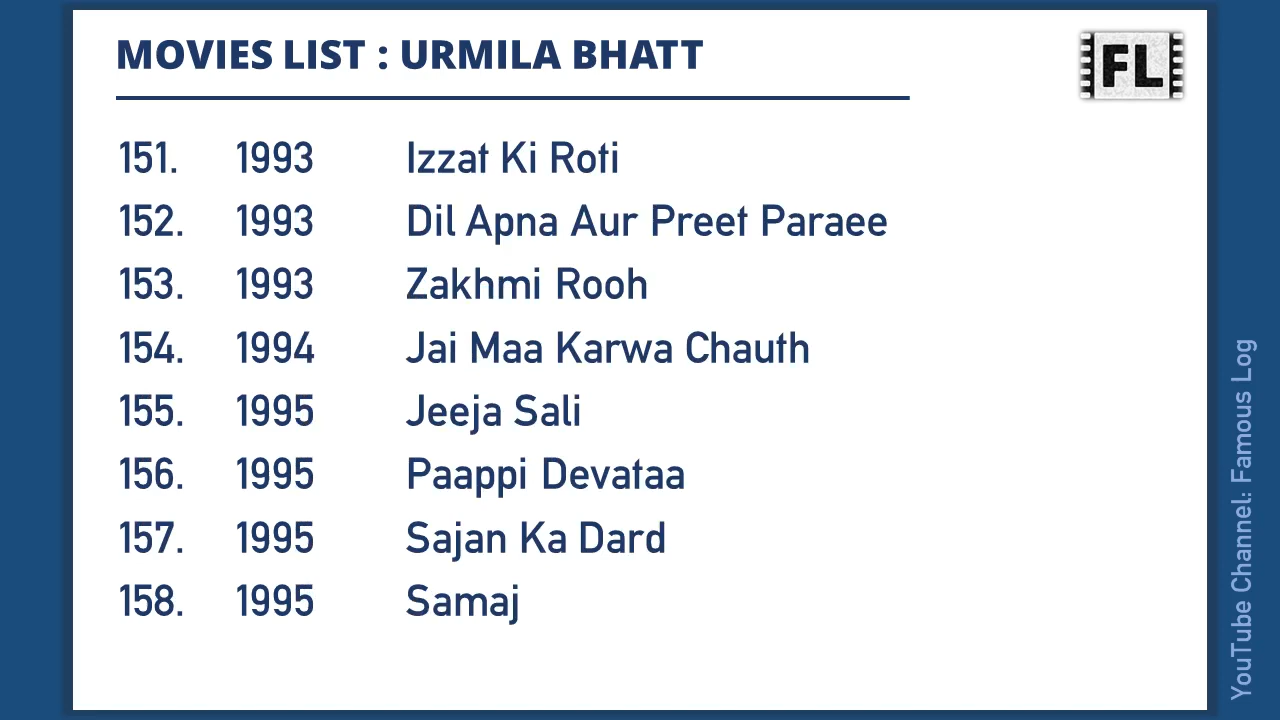 MOVIES LIST : URMILA BHATT
FL
151. 1993 Izzat Ki Roti
152. 1993 Dil Apna Aur Preet Paraee
153. 1993 Zakhmi Rooh
154. 1994 Jai Maa Karwa Chauth
155. 1995 Jeeja Sali
156. 1995 Paappi Devataa
157. 1995 Sajan Ka Dard
158. 1995 Samaj
YouTube Channel: Famous Log